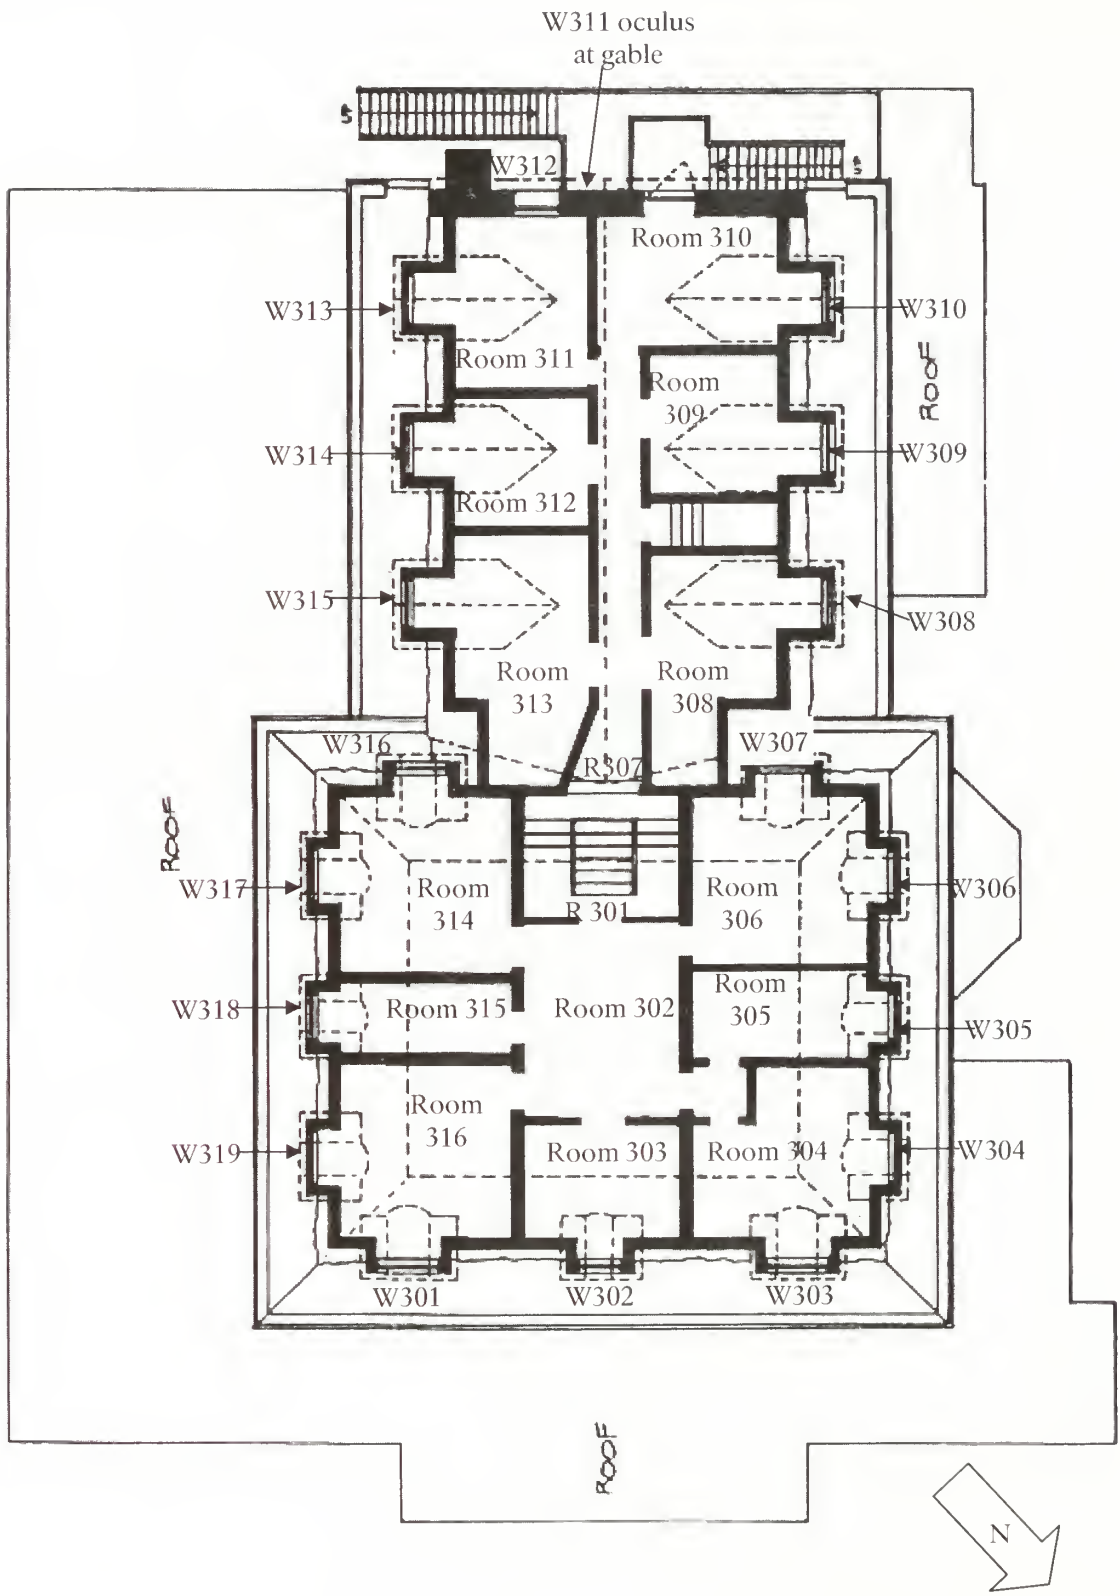 W311 oculus
at gable
W312
Room 310
W313
W310
Room 311
Room
309
ROOF
W314
W309
Room 312
W315
W308
Room
313
Room
308
W316
W307
R307
ROOF
W317
Room
314
R 301
Room
306
W306
W318
Room 315
Room 302
Room
305
W305
Room
316
W319
Room 303
Room 304
W304
W301
W302
W303
ROOF
N